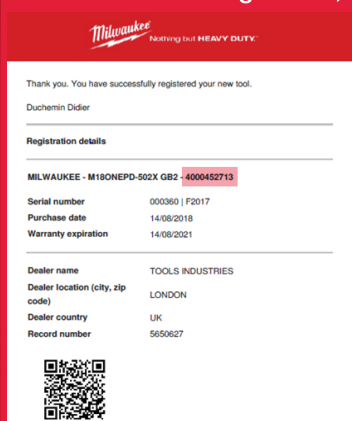 Milwaukee
Nothing but HEAVY DUTY.
Thank you. You have successfully registered your new tool.
Duchemin Didier
Registration details
MILWAUKEE - M18ONEPD-502X GB2 - 4000452713
Serial number 000360 | F2017
Purchase date 14/08/2018
Warranty expiration 14/08/2021
Dealer name TOOLS INDUSTRIES
Dealer location (city, zip
code) LONDON
Dealer country UK
Record number 5650627